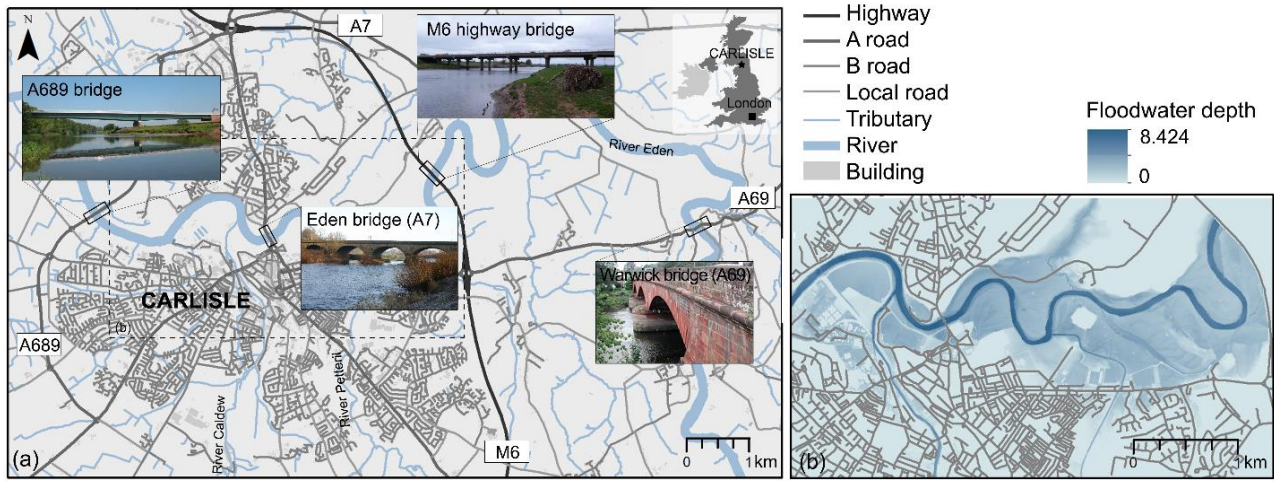 N
A7
M6 highway bridge
CARLISLE
London
A689 bridge
River Eden
A69
Eden bridge (A7)
Warwick bridge (A69)
CARLISLE
(b)
A689
River Caldew
River Petteril
M6
0 1km
(a)
Highway
A road
B road
Local road
Tributary
River
Building
Floodwater depth
8.424
0
(b)
0 1 km